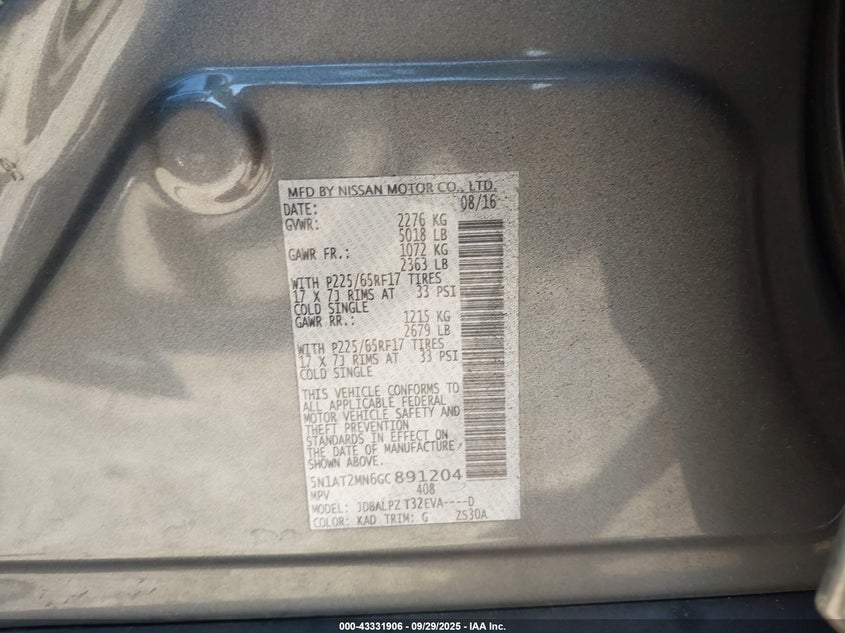 MFD BY NISSAN MOTOR CO., LTD.
DATE: 08/16
GVWR: 2276 KG
5018 LB
GAWR FR.: 1072 KG
2363 LB
WITH P225/65RF17 TIRES
17 X 7J RIMS AT 33 PSI
COLD SINGLE
GAWR RR.: 1215 KG
2679 LB
WITH P225/65RF17 TIRES
17 X 7J RIMS AT 33 PSI
COLD SINGLE
THIS VEHICLE CONFORMS TO
ALL APPLICABLE FEDERAL
MOTOR VEHICLE SAFETY AND
THEFT PREVENTION
STANDARDS IN EFFECT ON
THE DATE OF MANUFACTURE
SHOWN ABOVE.
5N1AT2MN6GC891204
MPV 408
MODEL: JDBALPZ T32EVA----D
COLOR: KAD TRIM: G ZS30A
000-43331906 - 09/29/2025 - IAA Inc.